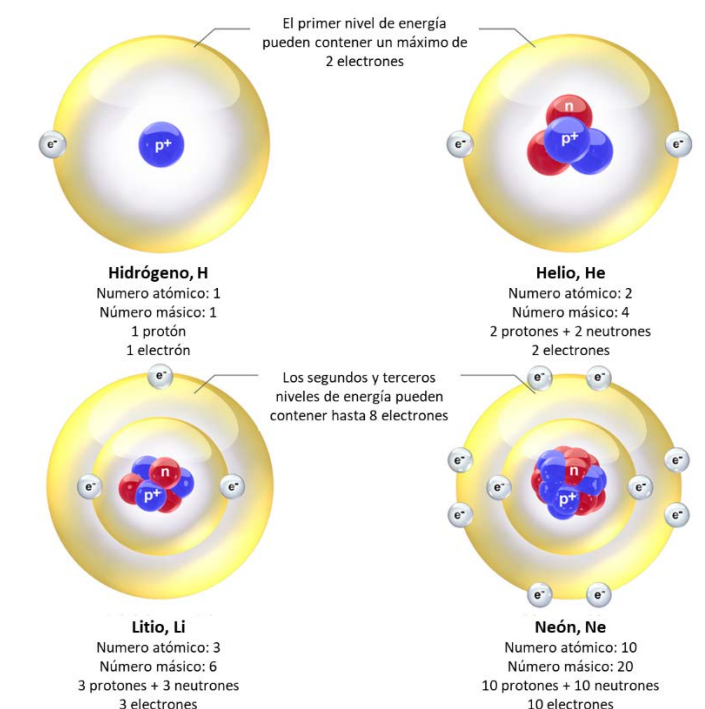 El primer nivel de energía
pueden contener un máximo de
2 electrones
e-
p+
e-
n
p+
e-
Hidrógeno, H
Numero atómico: 1
Número másico: 1
1 protón
1 electrón
Helio, He
Numero atómico: 2
Número másico: 4
2 protones + 2 neutrones
2 electrones
Los segundos y terceros
niveles de energía pueden
contener hasta 8 electrones
e-
e-
n
p+
e-
e-
e-
e-
e-
e-
n
p+
e-
e-
e-
e-
e-
Litio, Li
Numero atómico: 3
Número másico: 6
3 protones + 3 neutrones
3 electrones
Neón, Ne
Numero atómico: 10
Número másico: 20
10 protones + 10 neutrones
10 electrones